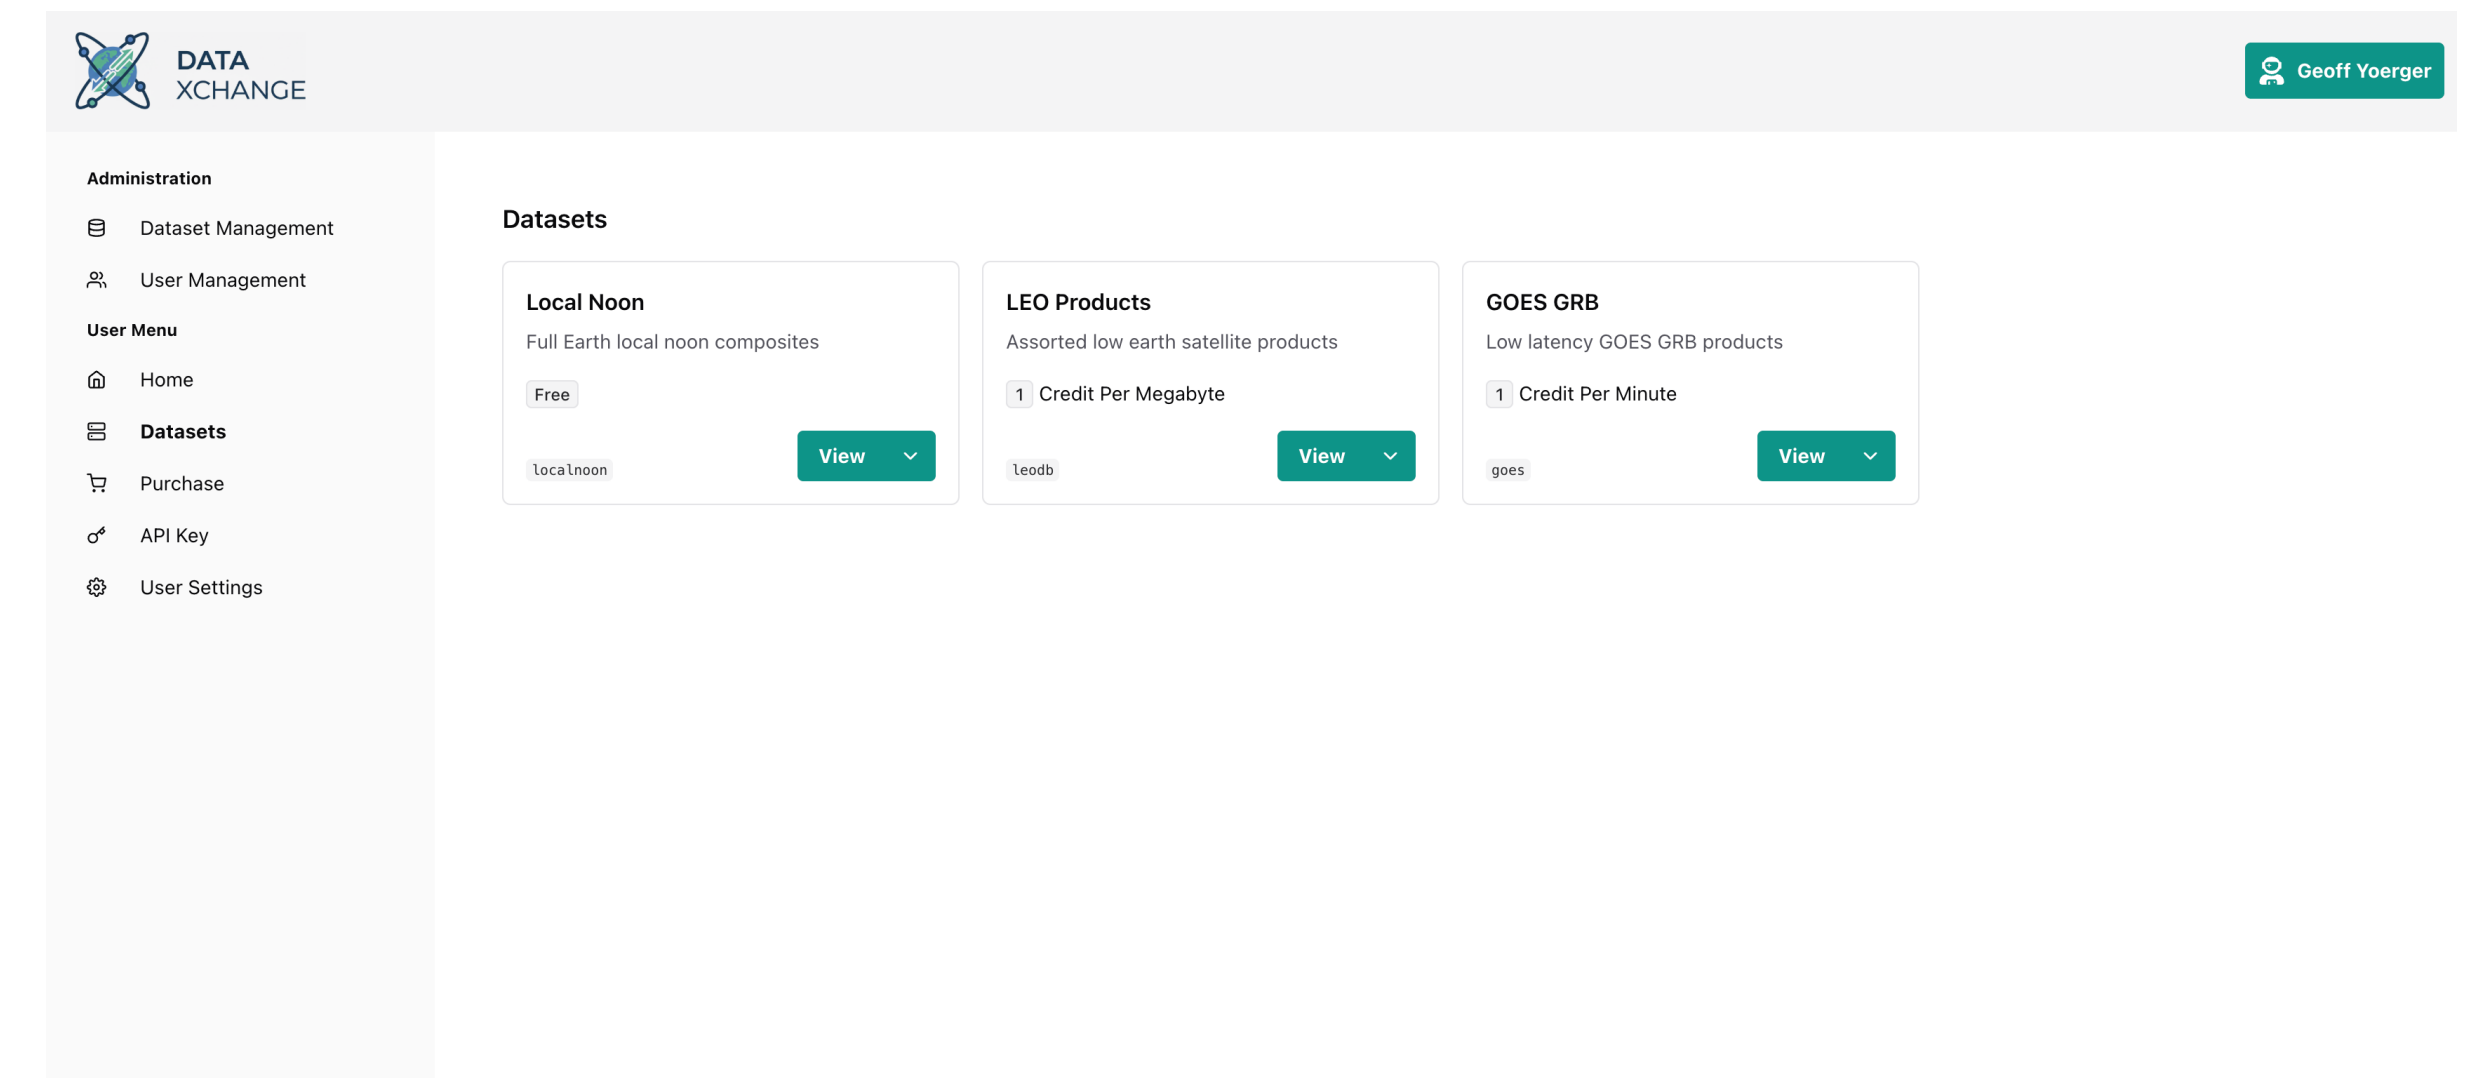 DATA
XCHANGE
Geoff Yoerger
Administration
Dataset Management
User Management
User Menu
Home
Datasets
Purchase
API Key
User Settings
Datasets
Local Noon
Full Earth local noon composites
Free
localnoon
View
LEO Products
Assorted low earth satellite products
1 Credit Per Megabyte
leodb
View
GOES GRB
Low latency GOES GRB products
1 Credit Per Minute
goes
View